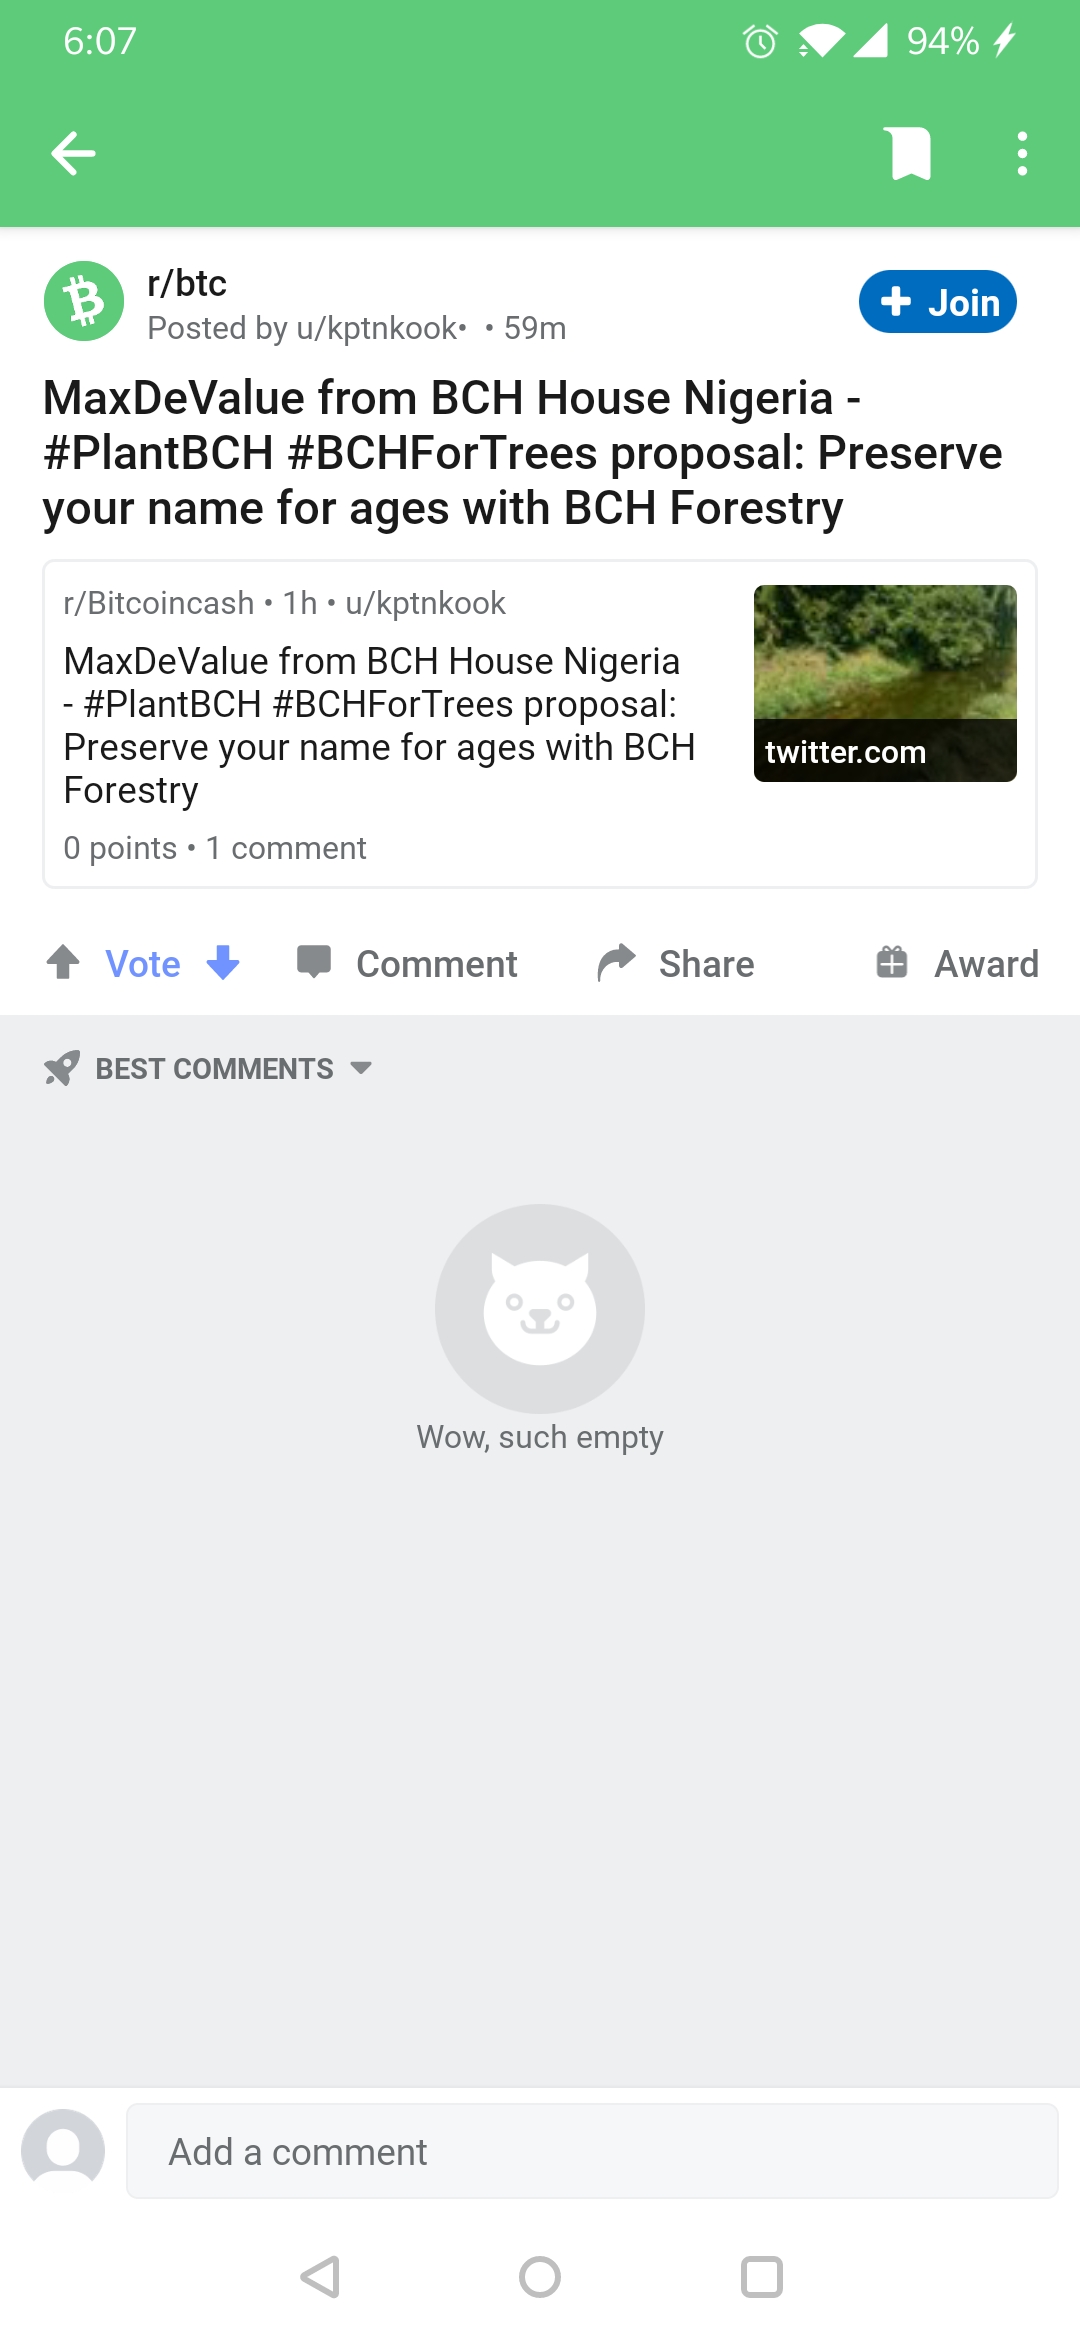 6:07
94%
r/btc
Posted by u/kptnkook• • 59m
+ Join
MaxDeValue from BCH House Nigeria -
#PlantBCH #BCHForTrees proposal: Preserve
your name for ages with BCH Forestry
r/Bitcoincash • 1h • u/kptnkook
MaxDeValue from BCH House Nigeria
- #PlantBCH #BCHForTrees proposal:
Preserve your name for ages with BCH
Forestry
twitter.com
0 points • 1 comment
Vote
Comment
Share
Award
BEST COMMENTS
Wow, such empty
Add a comment